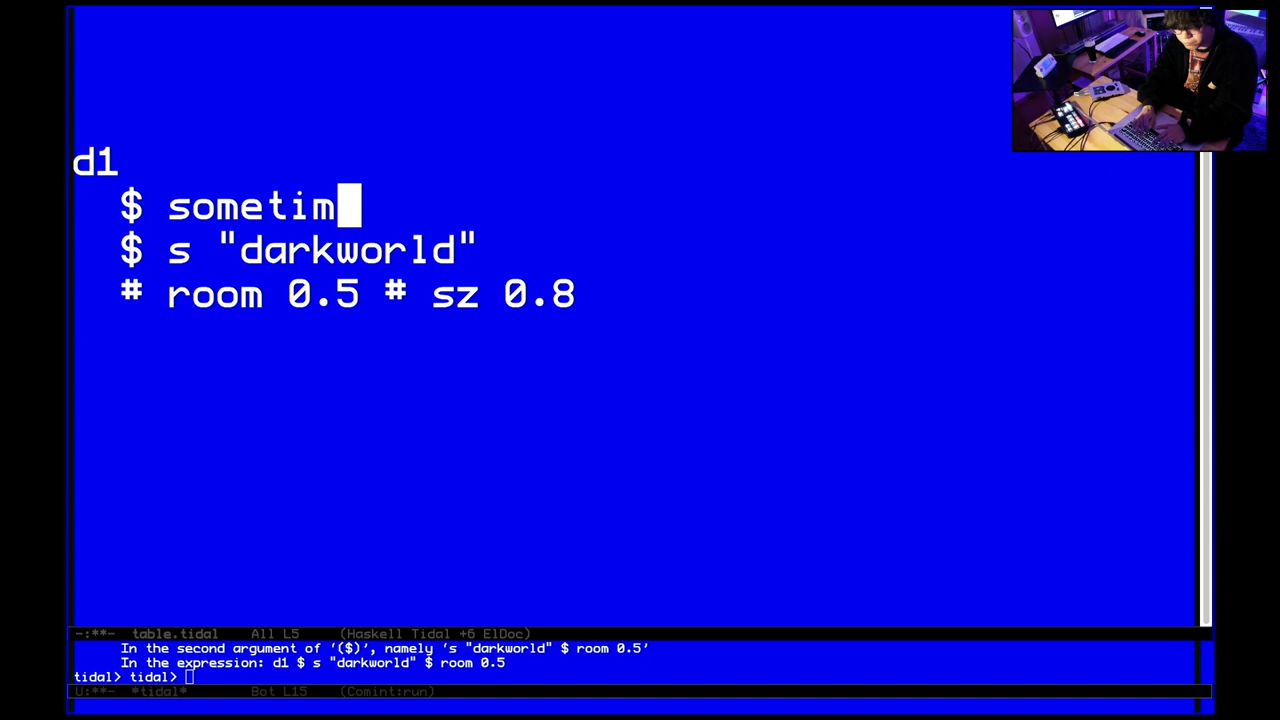 d1
$ sometim
$ s "darkworld"
# room 0.5 # sz 0.8
-:**- table.tidal All L5 (Haskell Tidal +6 ElDoc)
In the second argument of '($)', namely 's "darkworld" $ room 0.5'
In the expression: d1 $ s "darkworld" $ room 0.5
tidal> tidal>
U:**- *tidal* Bot L15 (Comint:run)